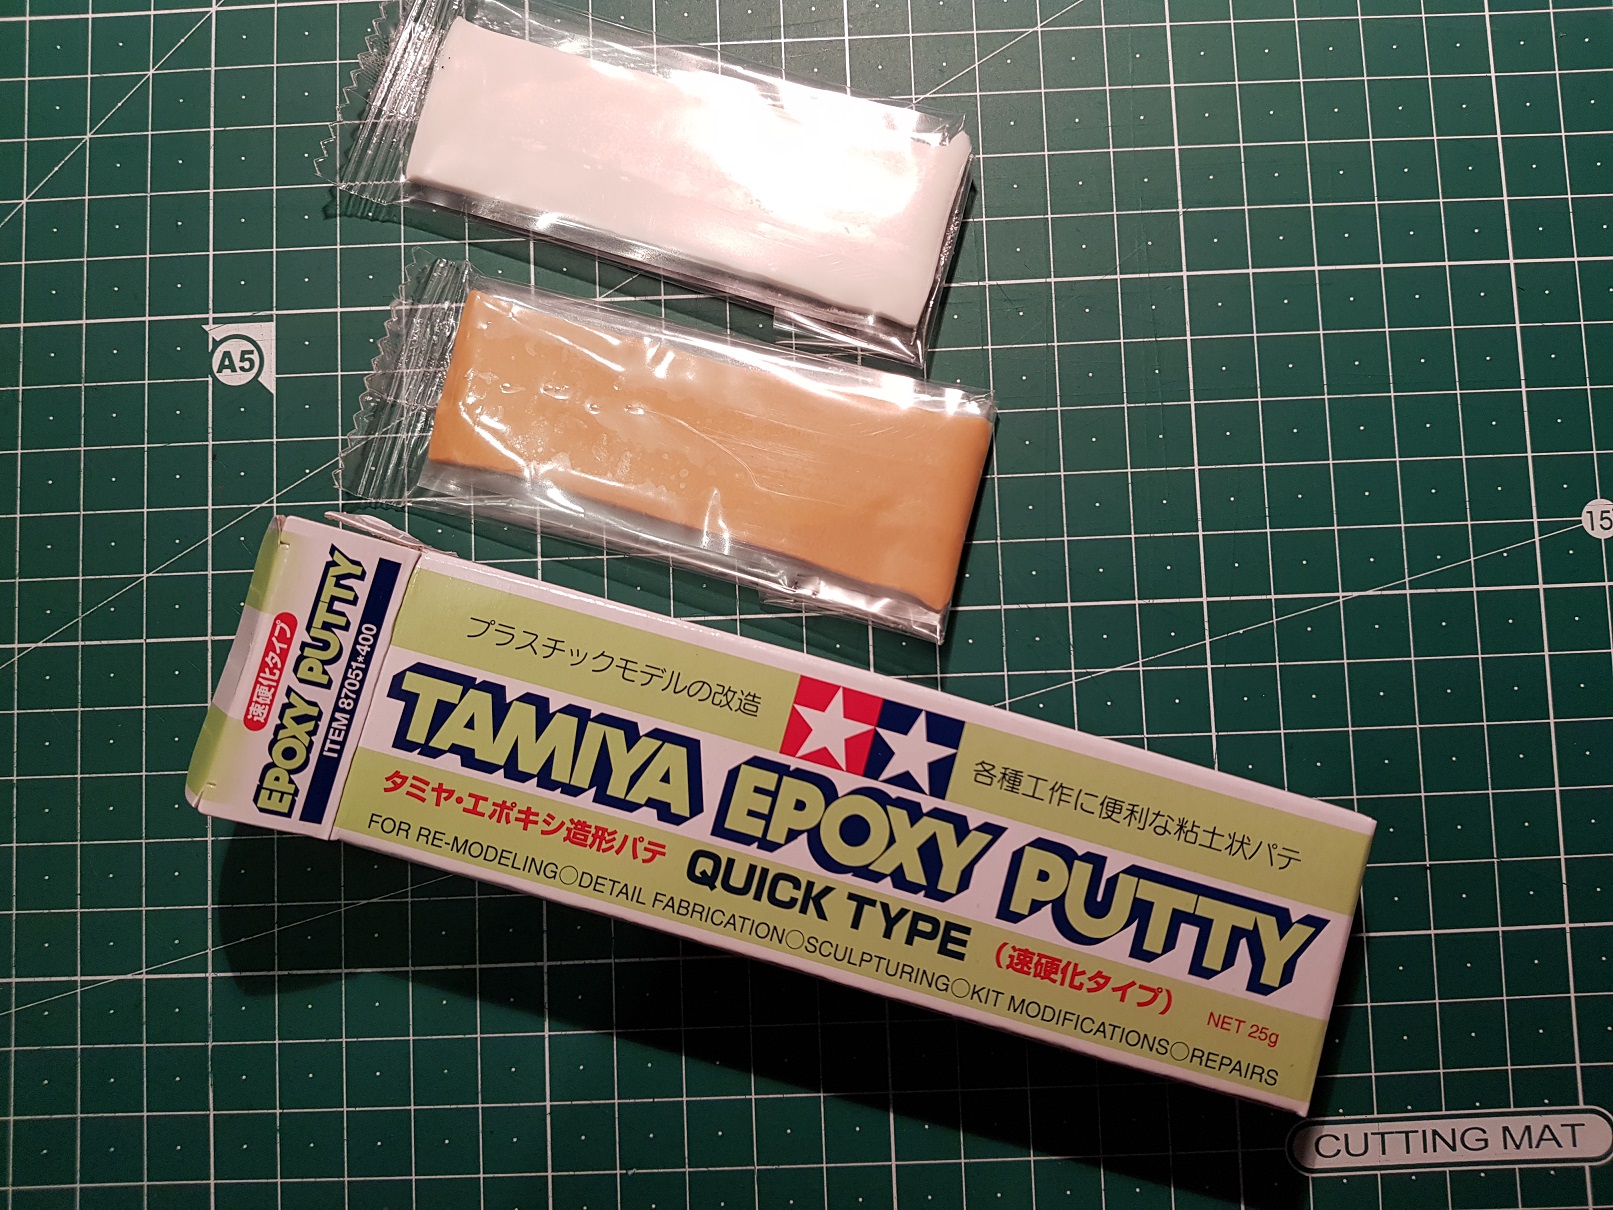 A5
15
速硬化タイプ
EPOXY PUTTY
ITEM 87051★400
プラスチックモデルの改造
各種工作に便利な粘土状パテ
TAMIYA EPOXY PUTTY
タミヤ・エポキシ造形パテ
QUICK TYPE
(速硬化タイプ)
NET 25g
FOR RE-MODELING○DETAIL FABRICATION○SCULPTURING○KIT MODIFICATIONS○REPAIRS
CUTTING MAT